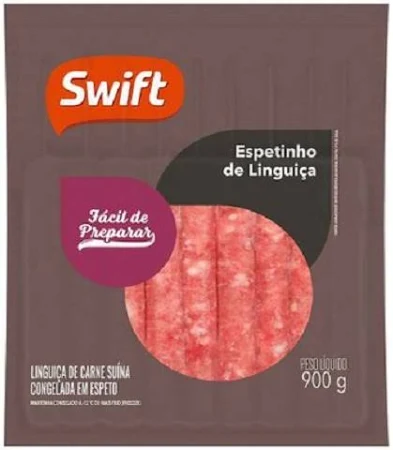 Swift
Espetinho
de Linguiça
Fácil de
Preparar
LINGUIÇA DE CARNE SUÍNA
CONGELADA EM ESPETO
PESO LÍQUIDO
900 g